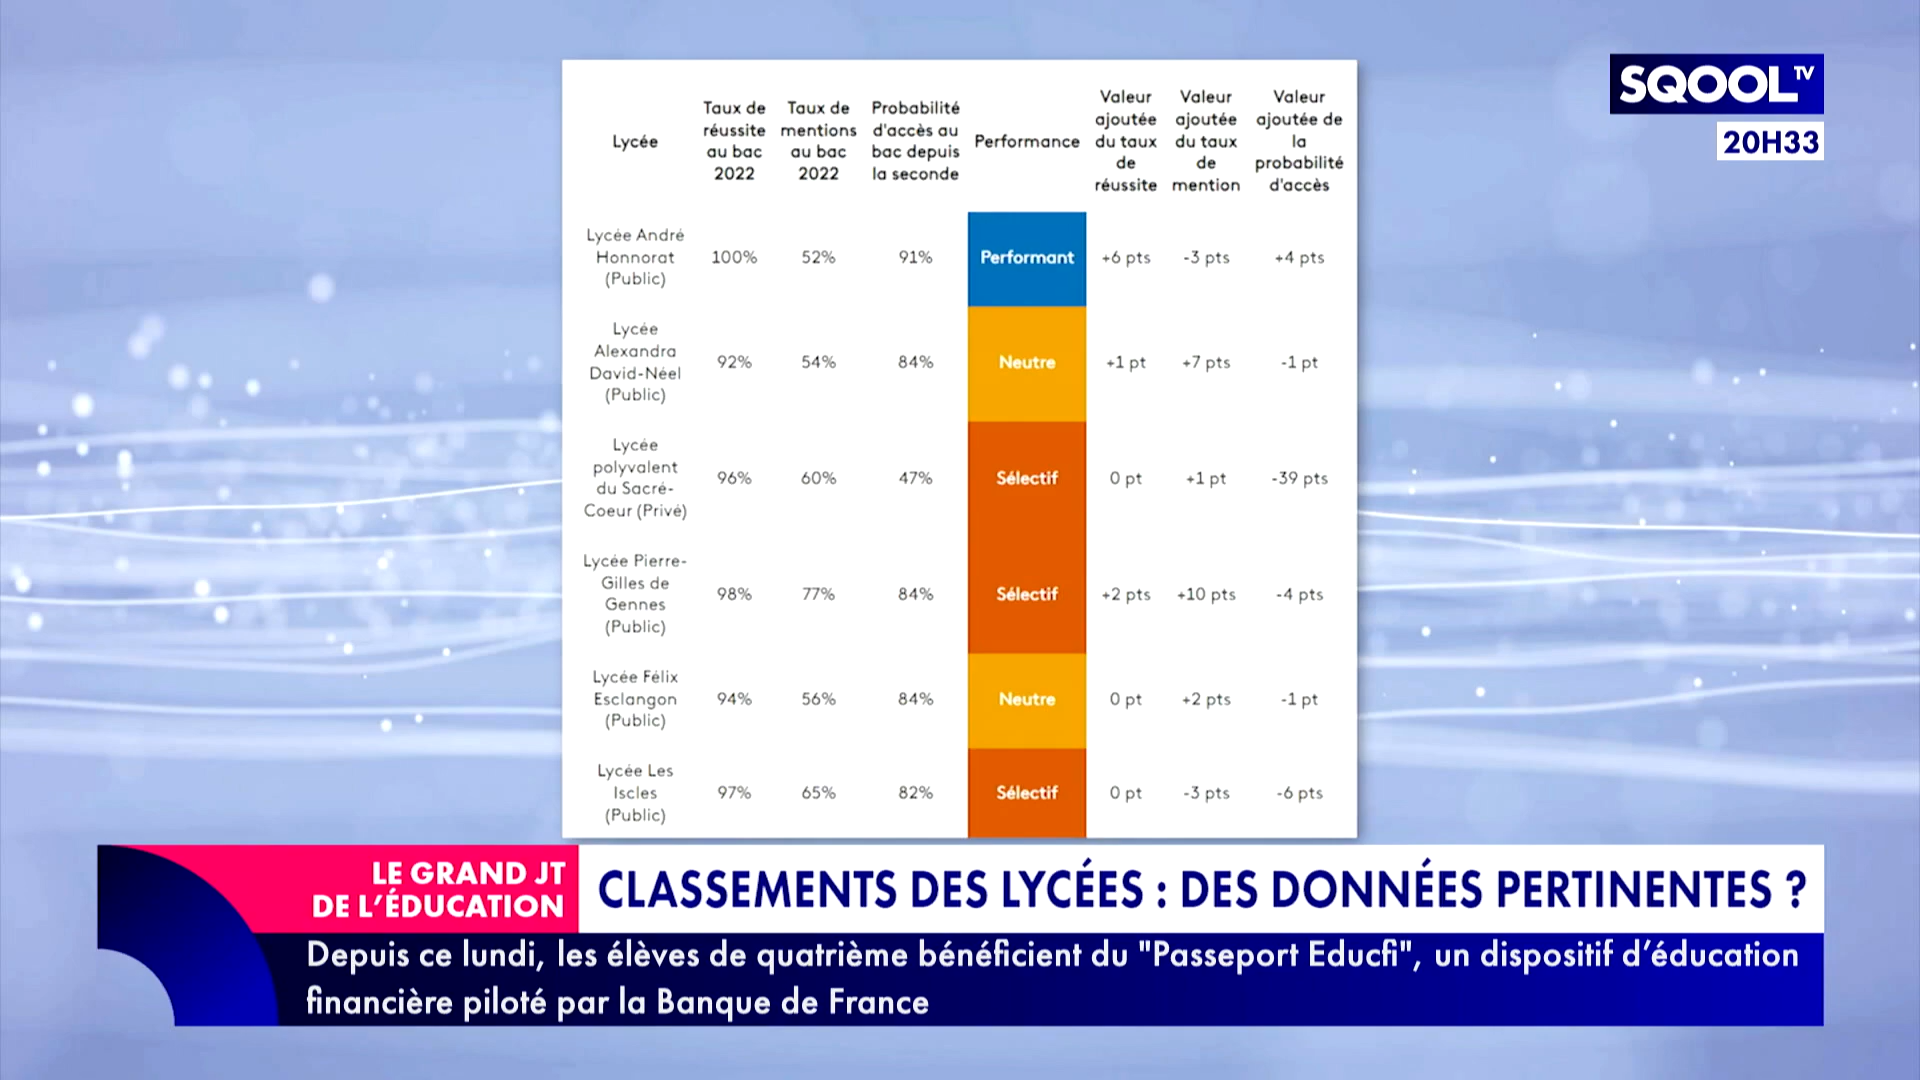 SQOOL TV
20H33
Lycée
Taux de
réussite
au bac
2022
Taux de
mentions
au bac
2022
Probabilité
d'accès au
bac depuis
la seconde
Performance
Valeur
ajoutée
du taux
de
réussite
Valeur
ajoutée
du taux
de
mention
Valeur
ajoutée de
la
probabilité
d'accès
Lycée André
Honnorat
(Public)
100%
52%
91%
Performant
+6 pts
-3 pts
+4 pts
Lycée
Alexandra
David-Néel
(Public)
92%
54%
84%
Neutre
+1 pt
+7 pts
-1 pt
Lycée
polyvalent
du Sacré-
Coeur (Privé)
96%
60%
47%
Sélectif
0 pt
+1 pt
-39 pts
Lycée Pierre-
Gilles de
Gennes
(Public)
98%
77%
84%
Sélectif
+2 pts
+10 pts
-4 pts
Lycée Félix
Esclangon
(Public)
94%
56%
84%
Neutre
0 pt
+2 pts
-1 pt
Lycée Les
Iscles
(Public)
97%
65%
82%
Sélectif
0 pt
-3 pts
-6 pts
LE GRAND JT
DE L'ÉDUCATION
CLASSEMENTS DES LYCÉES : DES DONNÉES PERTINENTES ?
Depuis ce lundi, les élèves de quatrième bénéficient du "Passeport Educfi", un dispositif d’éducation
financière piloté par la Banque de France